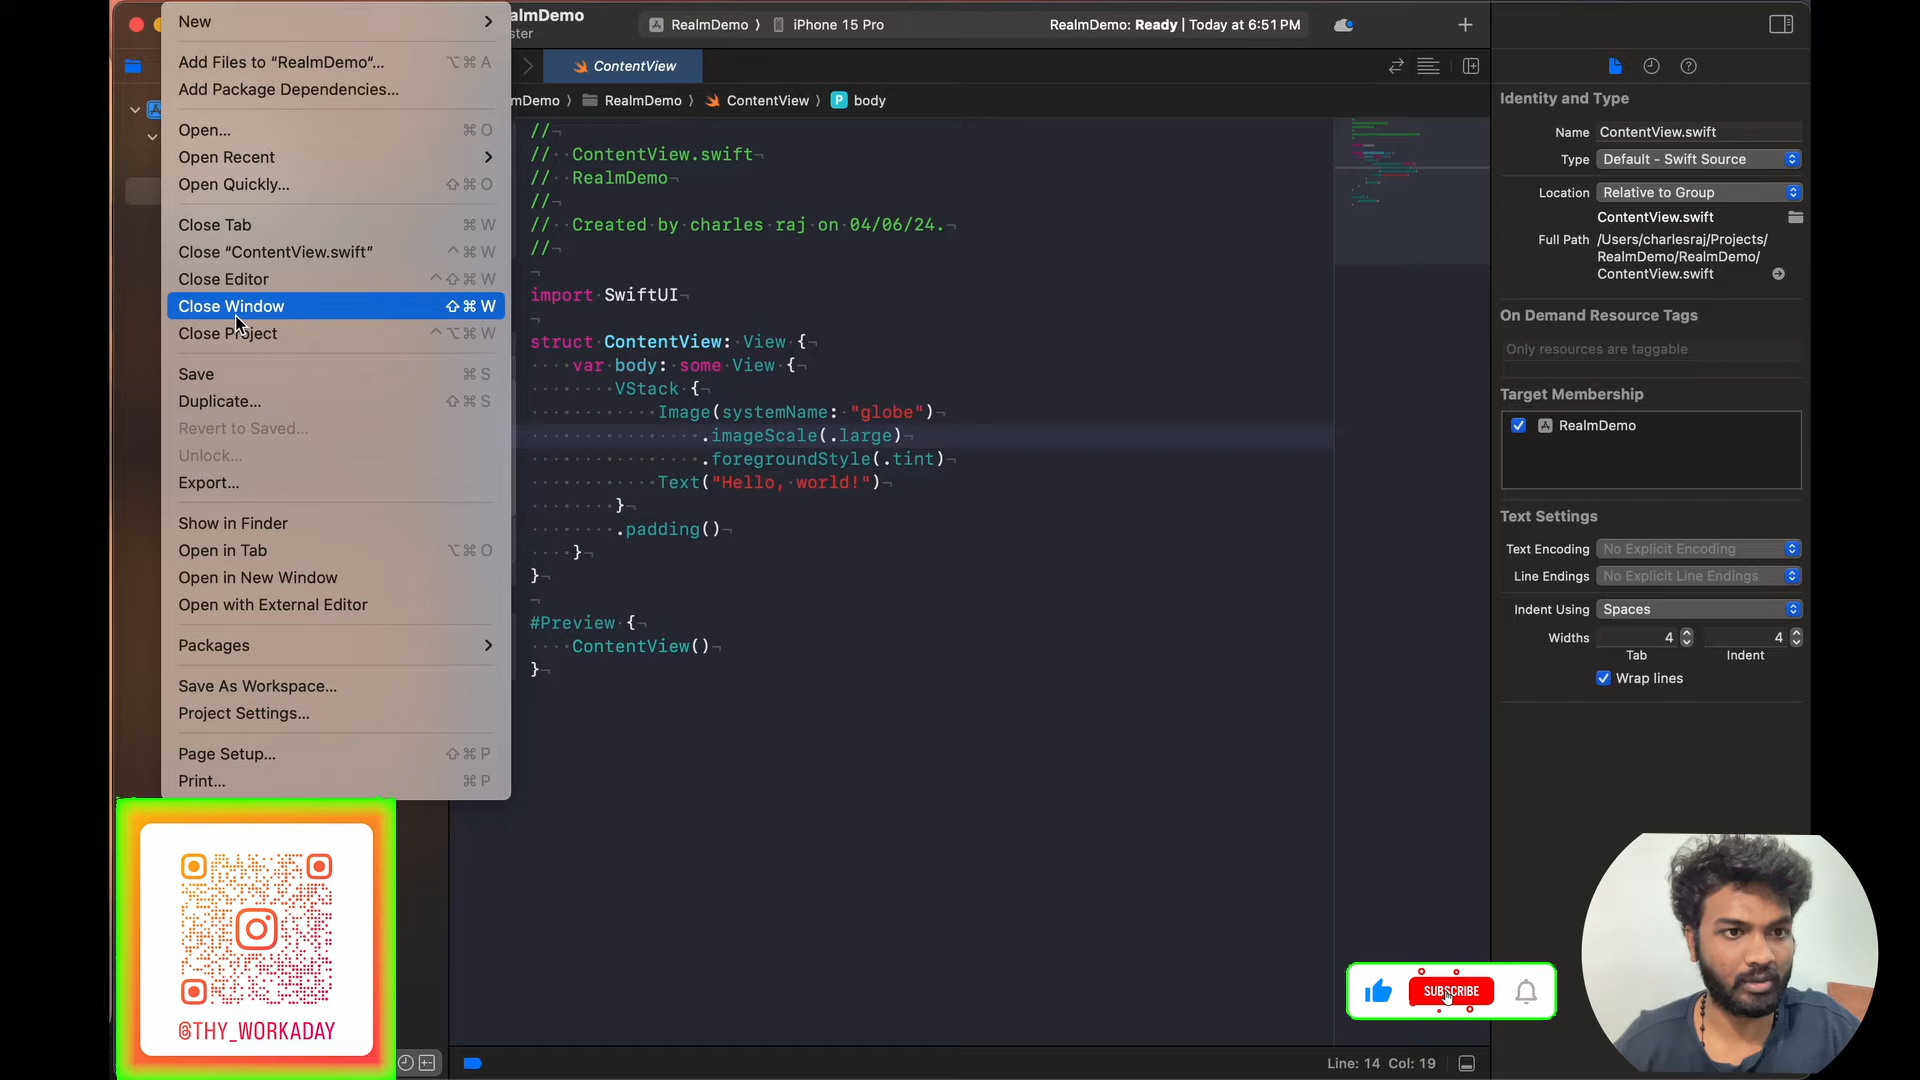 New
Add Files to “RealmDemo”... ⌥⌘A
Add Package Dependencies...
Open... ⌘O
Open Recent
Open Quickly... ⇧⌘O
Close Tab ⌘W
Close “ContentView.swift” ^⌘W
Close Editor ^⇧⌘W
Close Window ⇧⌘W
Close Project ^⌥⌘W
Save ⌘S
Duplicate... ⇧⌘S
Revert to Saved...
Unlock...
Export...
Show in Finder
Open in Tab ⌥⌘O
Open in New Window
Open with External Editor
Packages
Save As Workspace...
Project Settings...
Page Setup... ⇧⌘P
Print... ⌘P
@THY_WORKADAY
almDemo
ster
RealmDemo 〉 iPhone 15 Pro
RealmDemo: Ready | Today at 6:51 PM
ContentView
mDemo 〉 RealmDemo 〉 ContentView 〉 P body
//
// ContentView.swift
// RealmDemo
//
// Created by charles raj on 04/06/24.
//
import SwiftUI
struct ContentView: View {
var body: some View {
VStack {
Image(systemName: "globe")
.imageScale(.large)
.foregroundStyle(.tint)
Text("Hello, world!")
}
.padding()
}
}
#Preview {
ContentView()
}
Line: 14 Col: 19
SUBSCRIBE
Identity and Type
Name ContentView.swift
Type Default - Swift Source
Location Relative to Group
ContentView.swift
Full Path /Users/charlesraj/Projects/
RealmDemo/RealmDemo/
ContentView.swift
On Demand Resource Tags
Only resources are taggable
Target Membership
RealmDemo
Text Settings
Text Encoding No Explicit Encoding
Line Endings No Explicit Line Endings
Indent Using Spaces
Widths 4 4
Tab Indent
Wrap lines